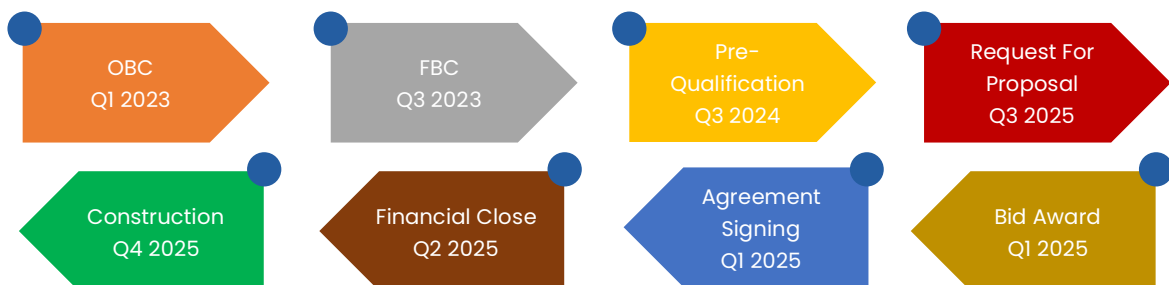 OBC
Q1 2023
FBC
Q3 2023
Pre-
Qualification
Q3 2024
Request For
Proposal
Q3 2025
Construction
Q4 2025
Financial Close
Q2 2025
Agreement
Signing
Q1 2025
Bid Award
Q1 2025